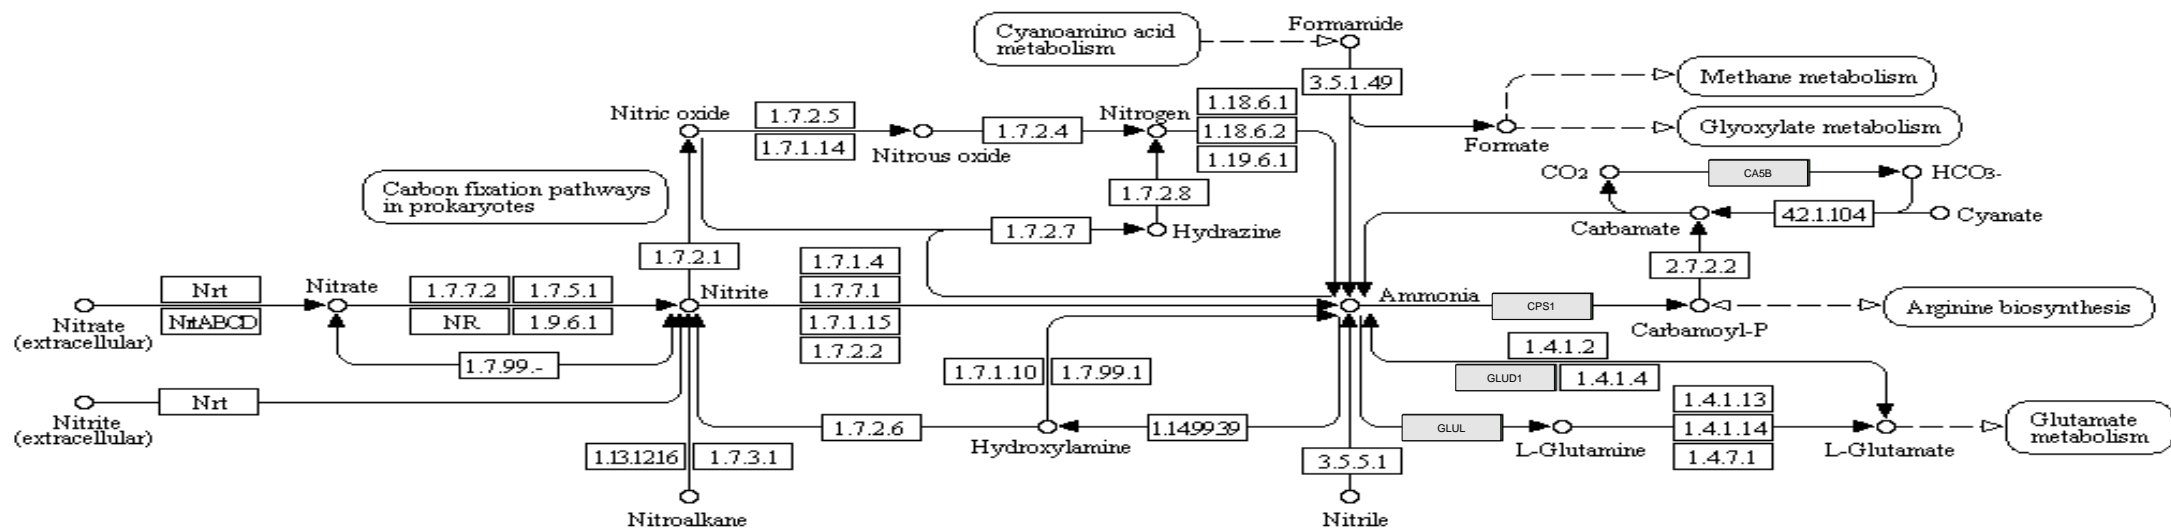 Cyanoamino acid
metabolism
Formamide
3.5.1.49
Methane metabolism
Glyoxylate metabolism
Formate
Nitric oxide
1.7.2.5
1.7.1.14
Nitrous oxide
1.7.2.4
Nitrogen
1.18.6.1
1.18.6.2
1.19.6.1
CO2
CA5B
HCO3-
Carbon fixation pathways
in prokaryotes
1.7.2.8
1.7.2.7
Hydrazine
Carbamate
4.2.1.104
Cyanate
1.7.2.1
2.7.2.2
Nrt
NrtABCD
Nitrate
(extracellular)
Nitrate
1.7.7.2
1.7.5.1
NR
1.9.6.1
1.7.99.-
Nitrite
1.7.1.4
1.7.7.1
1.7.1.15
1.7.2.2
Ammonia
CPS1
Carbamoyl-P
Arginine biosynthesis
1.4.1.2
GLUD1
1.4.1.4
1.7.1.10
1.7.99.1
Nrt
Nitrite
(extracellular)
1.7.2.6
Hydroxylamine
1.14.99.39
GLUL
L-Glutamine
1.4.1.13
1.4.1.14
1.4.7.1
L-Glutamate
Glutamate
metabolism
1.13.12.16
1.7.3.1
3.5.5.1
Nitroalkane
Nitrile